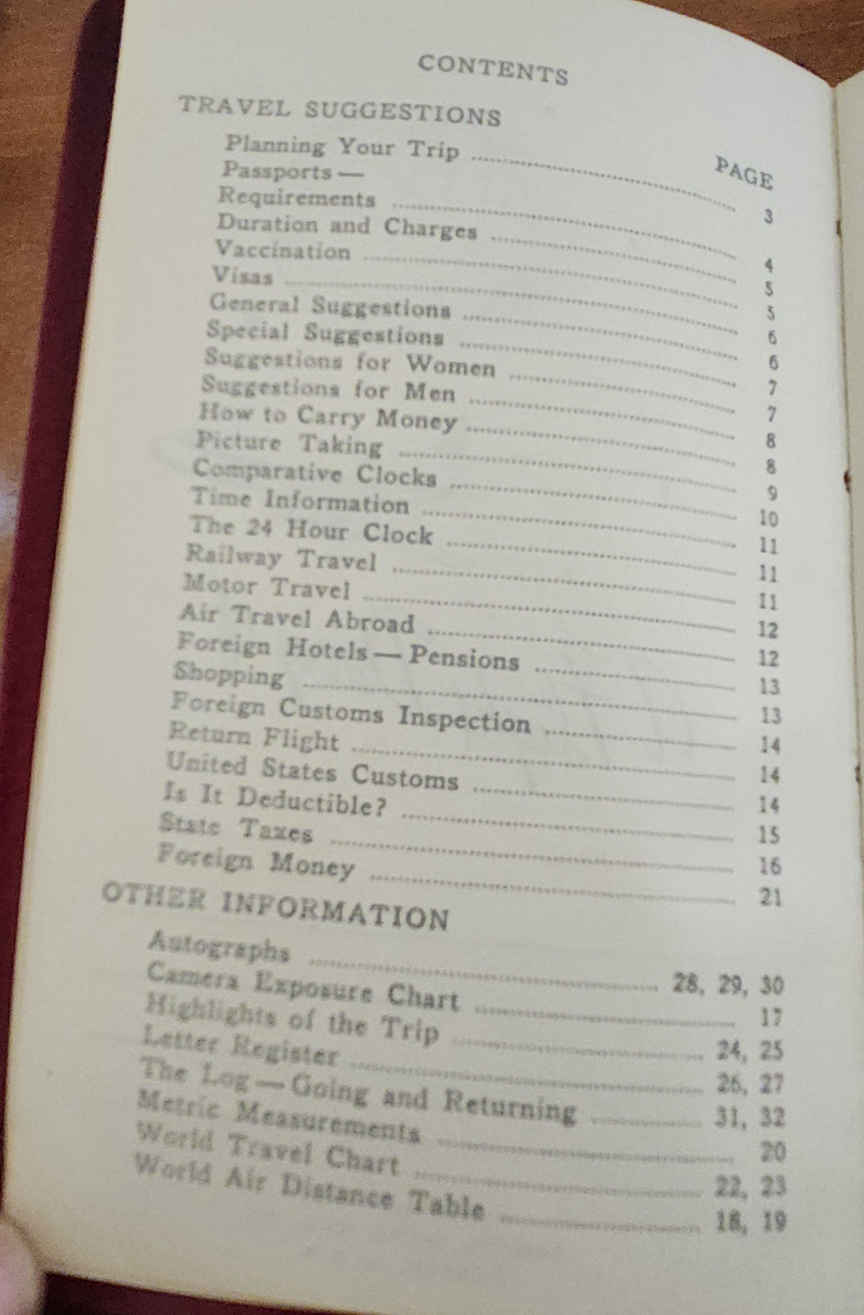 CONTENTS
TRAVEL SUGGESTIONS
PAGE
Planning Your Trip ........ 3
Passports —
Requirements ........ 4
Duration and Charges ........ 5
Vaccination ........ 5
Visas ........ 6
General Suggestions ........ 6
Special Suggestions ........ 7
Suggestions for Women ........ 7
Suggestions for Men ........ 8
How to Carry Money ........ 8
Picture Taking ........ 9
Comparative Clocks ........ 10
Time Information ........ 11
The 24 Hour Clock ........ 11
Railway Travel ........ 11
Motor Travel ........ 12
Air Travel Abroad ........ 12
Foreign Hotels — Pensions ........ 13
Shopping ........ 13
Foreign Customs Inspection ........ 14
Return Flight ........ 14
United States Customs ........ 14
Is It Deductible? ........ 15
State Taxes ........ 16
Foreign Money ........ 21
OTHER INFORMATION
Autographs ........ 28, 29, 30
Camera Exposure Chart ........ 17
Highlights of the Trip ........ 24, 25
Letter Register ........ 26, 27
The Log — Going and Returning ........ 31, 32
Metric Measurements ........ 20
World Travel Chart ........ 22, 23
World Air Distance Table ........ 18, 19